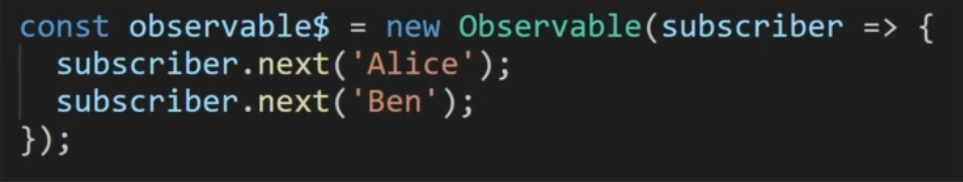 const observable$ = new Observable(subscriber => {
  subscriber.next('Alice');
  subscriber.next('Ben');
});